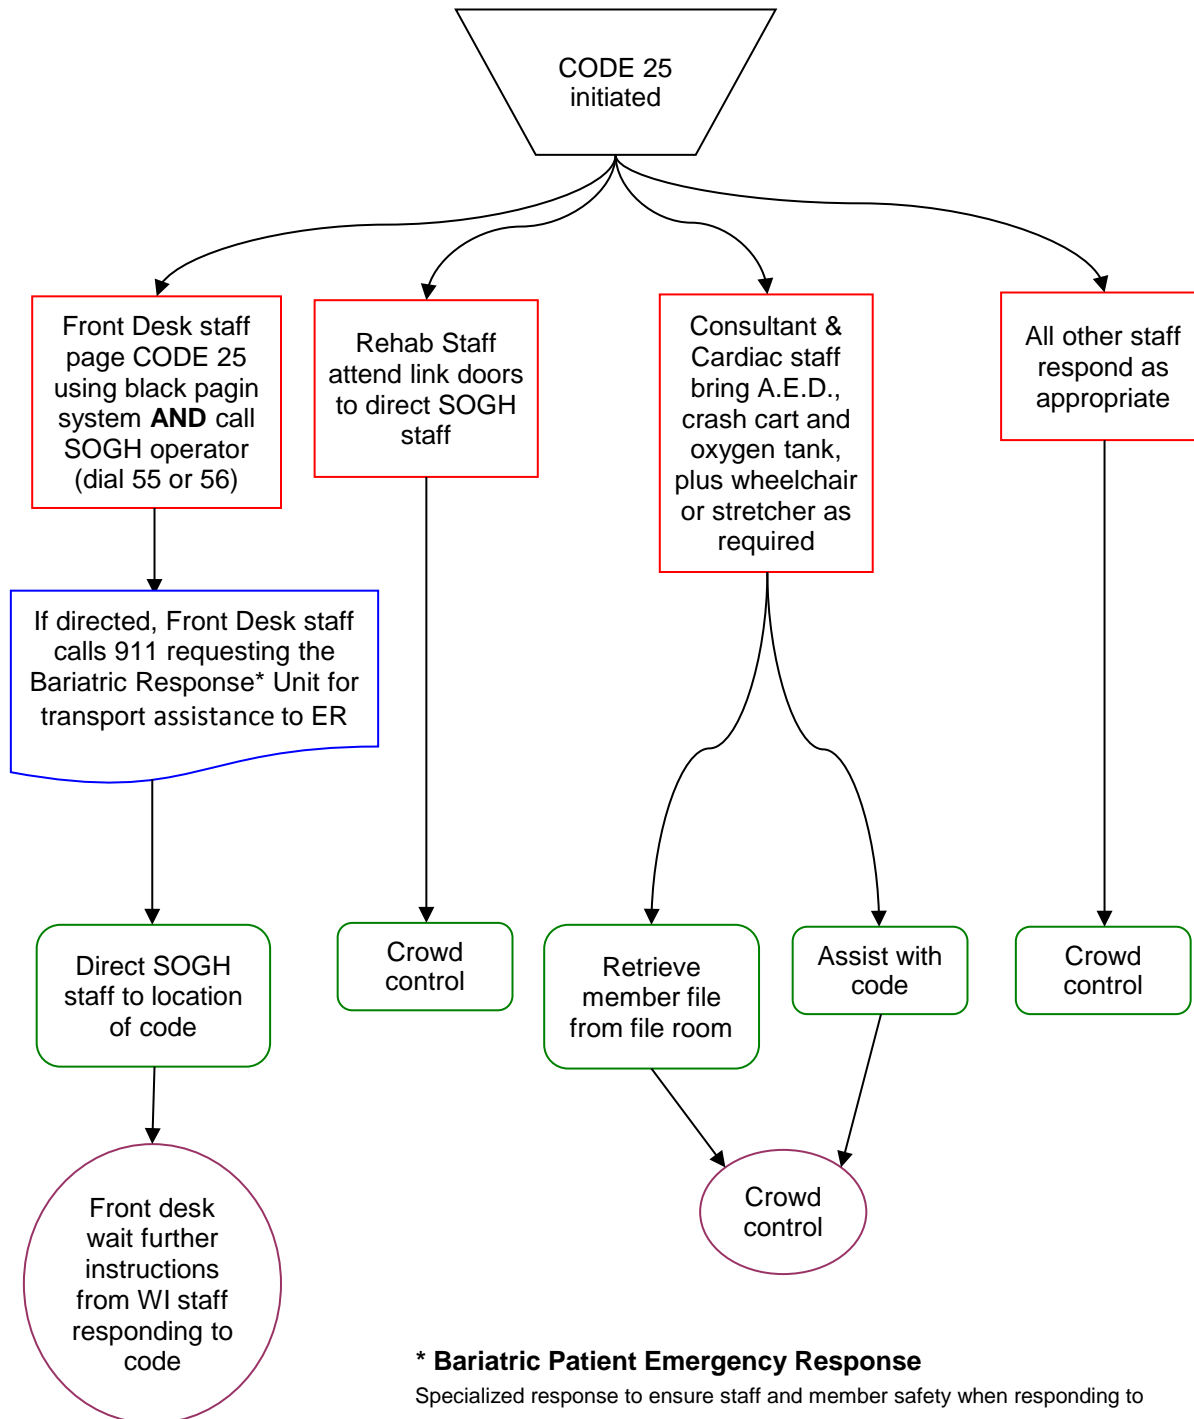 CODE 25
initiated
Front Desk staff
page CODE 25
using black pagin
system AND call
SOGH operator
(dial 55 or 56)
Rehab Staff
attend link doors
to direct SOGH
staff
Consultant &
Cardiac staff
bring A.E.D.,
crash cart and
oxygen tank,
plus wheelchair
or stretcher as
required
All other staff
respond as
appropriate
If directed, Front Desk staff
calls 911 requesting the
Bariatric Response* Unit for
transport assistance to ER
Direct SOGH
staff to location
of code
Crowd
control
Retrieve
member file
from file room
Assist with
code
Crowd
control
Front desk
wait further
instructions
from WI staff
responding to
code
Crowd
control
* Bariatric Patient Emergency Response
Specialized response to ensure staff and member safety when responding to